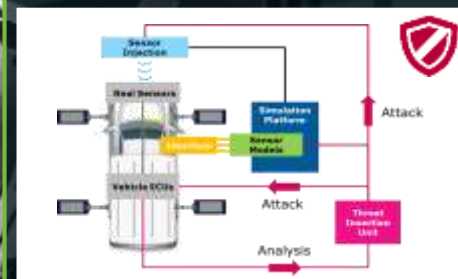 Sensor
Injection
Real Sensors
Simulation
Platform
Attack
Sensor
Models
Vehicle ECUs
Attack
Threat
Insertion
Unit
Analysis